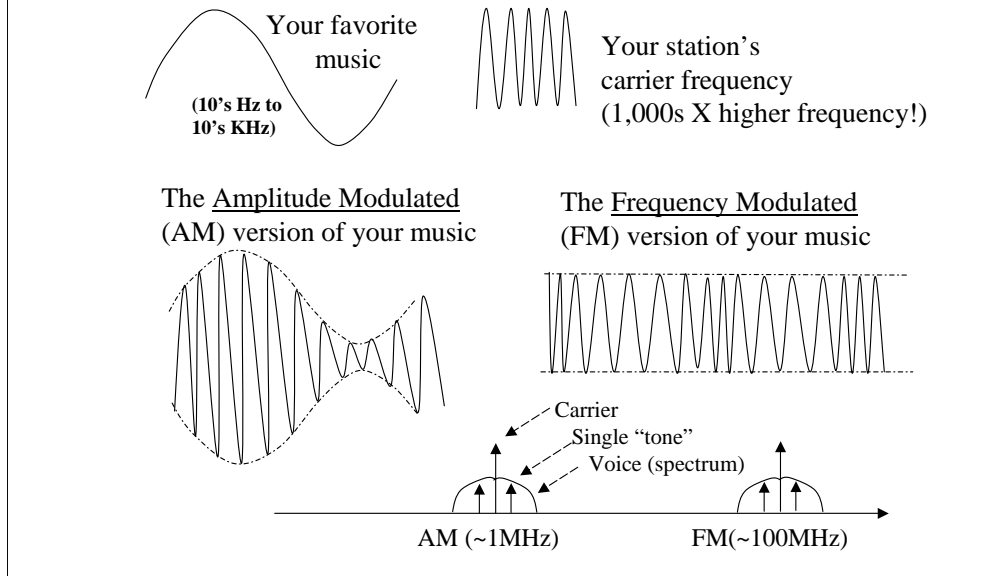 Your favorite
music
(10's Hz to
10's KHz)
Your station's
carrier frequency
(1,000s X higher frequency!)
The Amplitude Modulated
(AM) version of your music
The Frequency Modulated
(FM) version of your music
Carrier
Single “tone”
Voice (spectrum)
AM (~1MHz)
FM(~100MHz)